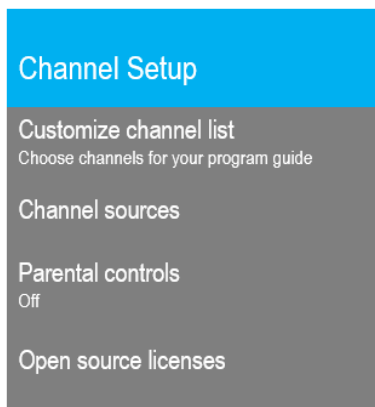 Channel Setup
Customize channel list
Choose channels for your program guide
Channel sources
Parental controls
Off
Open source licenses